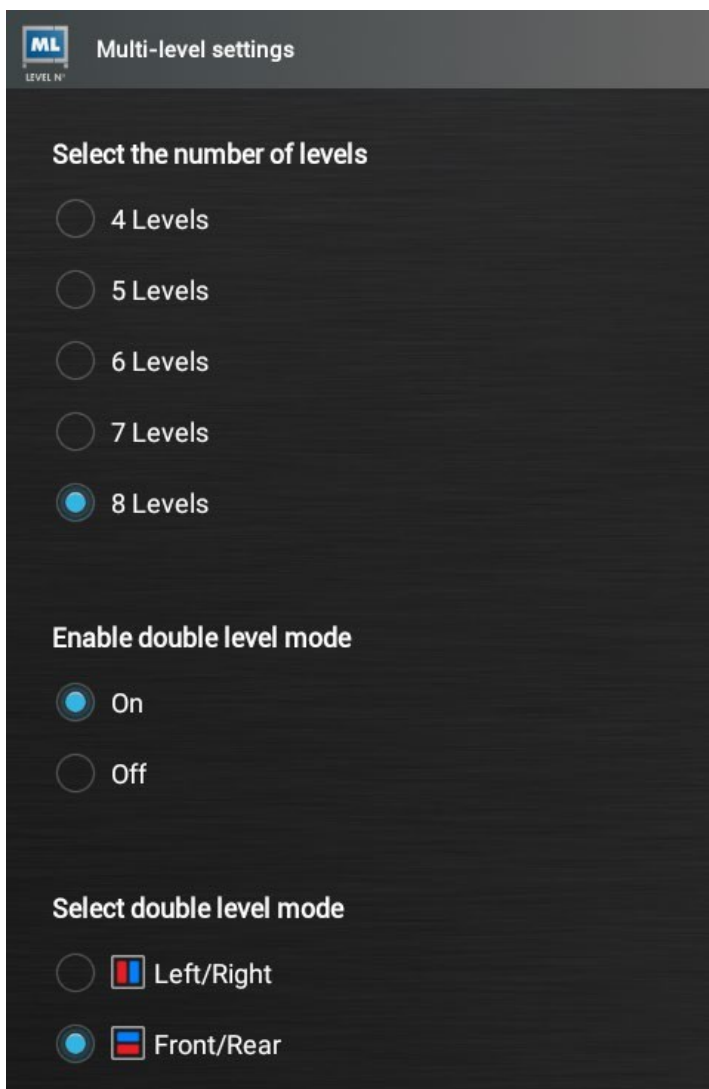 ML
LEVEL N°
Multi-level settings
Select the number of levels
4 Levels
5 Levels
6 Levels
7 Levels
8 Levels
Enable double level mode
On
Off
Select double level mode
Left/Right
Front/Rear